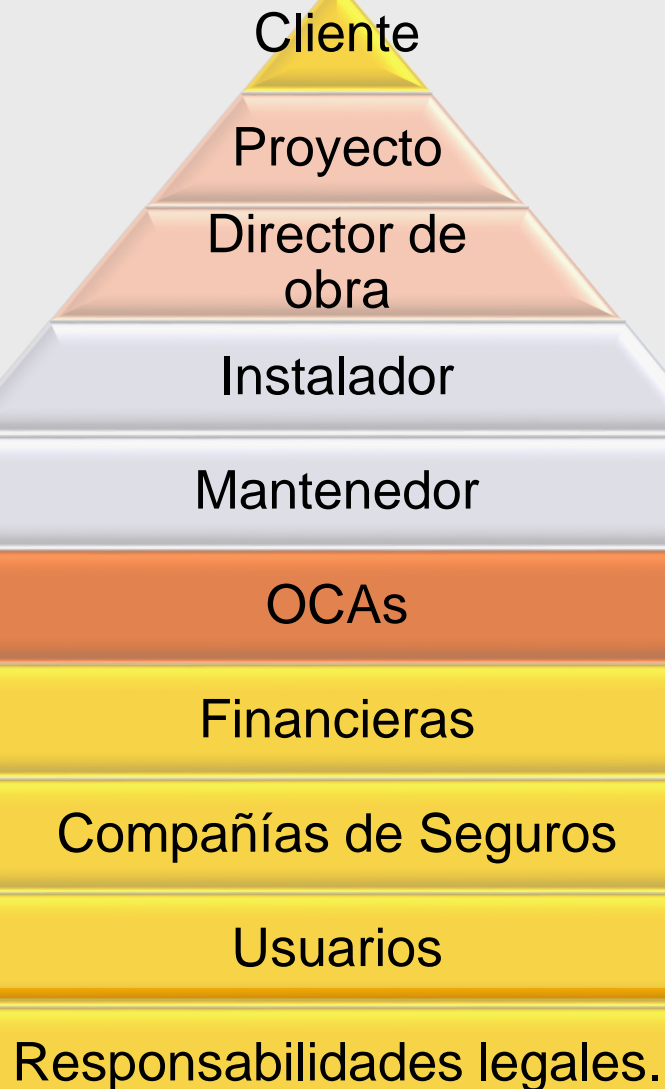 Cliente
Proyecto
Director de
obra
Instalador
Mantenedor
OCAs
Financieras
Compañías de Seguros
Usuarios
Responsabilidades legales.